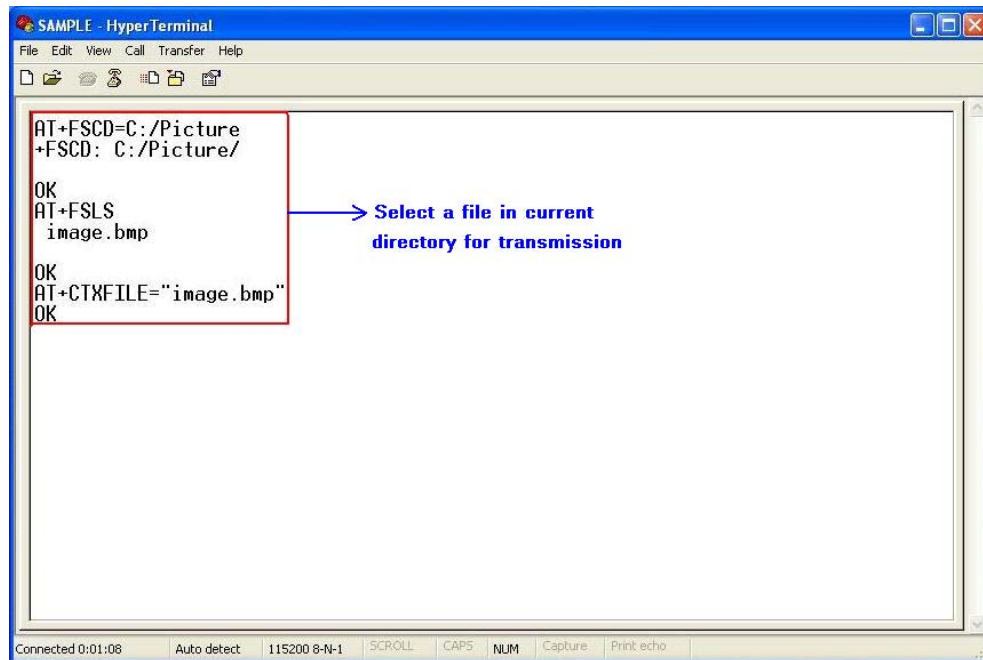 SAMPLE - HyperTerminal
File Edit View Call Transfer Help
AT+FSCD=C:/Picture
+FSCD: C:/Picture/
OK
AT+FSLS
image.bmp
OK
AT+CTXFILE="image.bmp"
OK
Select a file in current
directory for transmission
Connected 0:01:08 Auto detect 115200 8-N-1 SCROLL CAPS NUM Capture Print echo